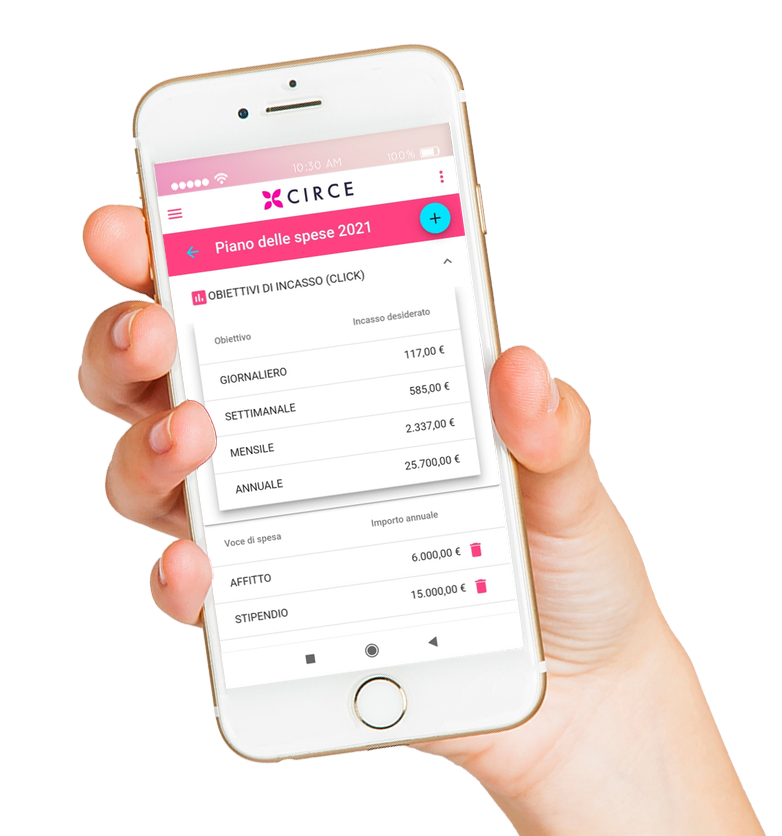 10:30 AM
100%
CIRCE
Piano delle spese 2021
+
OBIETTIVI DI INCASSO (CLICK)
Obiettivo Incasso desiderato
GIORNALIERO 117,00 €
SETTIMANALE 585,00 €
MENSILE 2.337,00 €
ANNUALE 25.700,00 €
Voce di spesa Importo annuale
AFFITTO 6.000,00 €
STIPENDIO 15.000,00 €